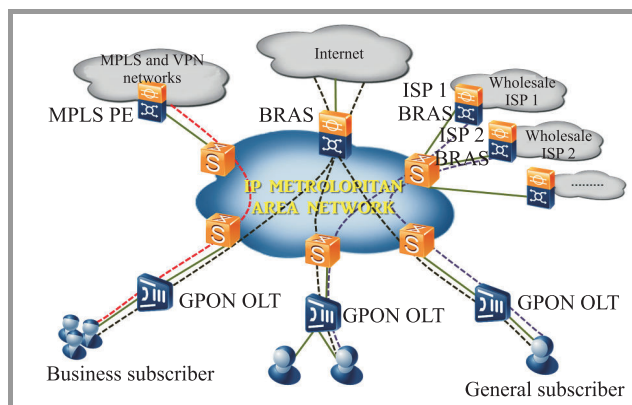 MPLS and VPN
networks
MPLS PE
Internet
BRAS
ISP 1
BRAS
Wholesale
ISP 1
ISP 2
BRAS
Wholesale
ISP 2
.........
IP METROLOPITAN
AREA NETWORK
GPON OLT
GPON OLT
GPON OLT
Business subscriber
General subscriber